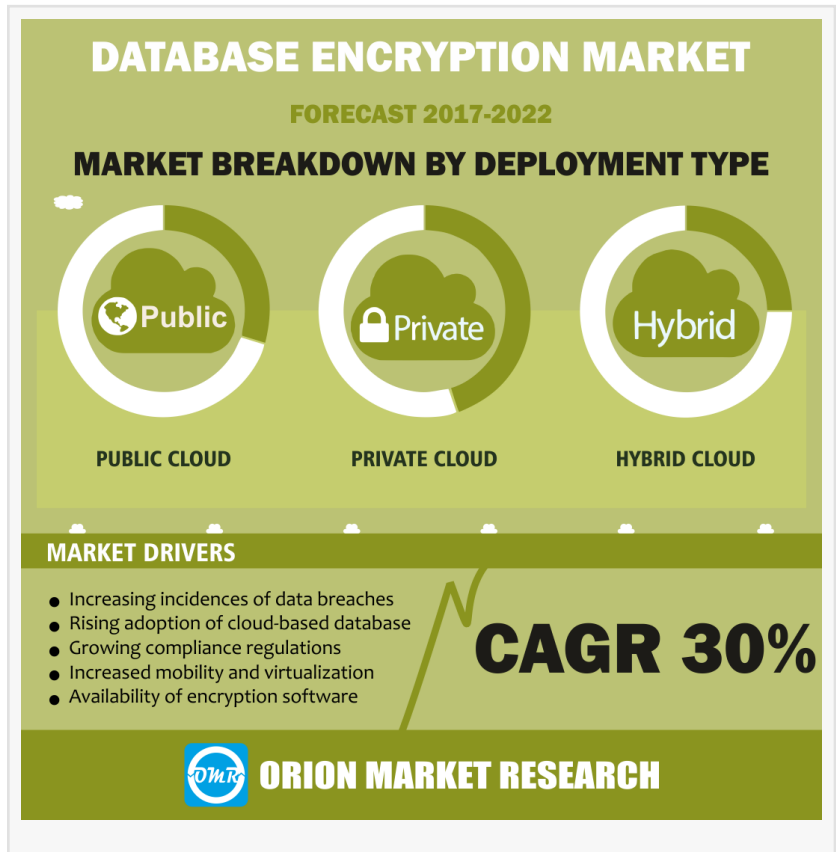 DATABASE ENCRYPTION MARKET
FORECAST 2017-2022
MARKET BREAKDOWN BY DEPLOYMENT TYPE
Public
Private
Hybrid
PUBLIC CLOUD
PRIVATE CLOUD
HYBRID CLOUD
MARKET DRIVERS
● Increasing incidences of data breaches
● Rising adoption of cloud-based database
● Growing compliance regulations
● Increased mobility and virtualization
● Availability of encryption software
CAGR 30%
OMR
ORION MARKET RESEARCH